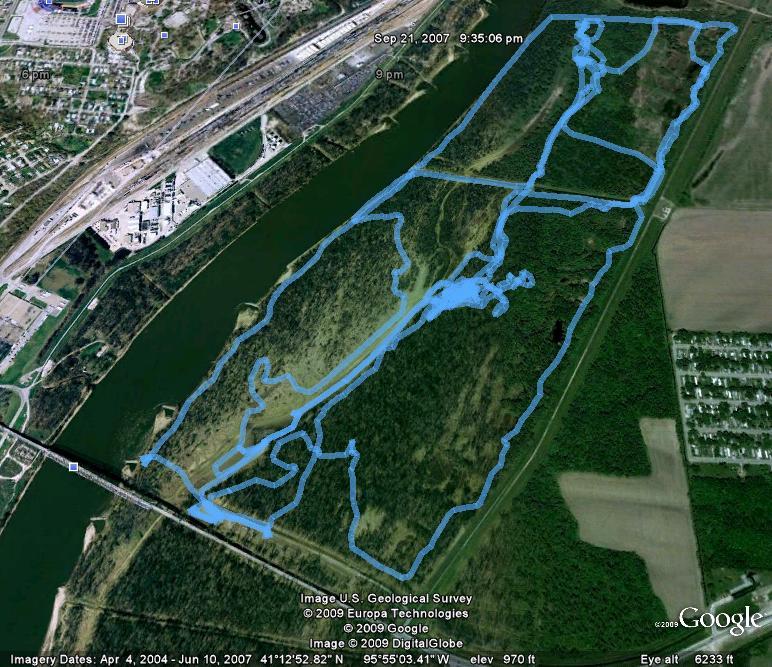 Sep 21, 2007 9:35:06 pm
6 pm
9 pm
Image U.S. Geological Survey
© 2009 Europa Technologies
© 2009 Google
Image © 2009 DigitalGlobe
©2009 Google
Imagery Dates: Apr 4, 2004 - Jun 10, 2007 41°12'52.82" N 95°55'03.41" W elev 970 ft Eye alt 6233 ft